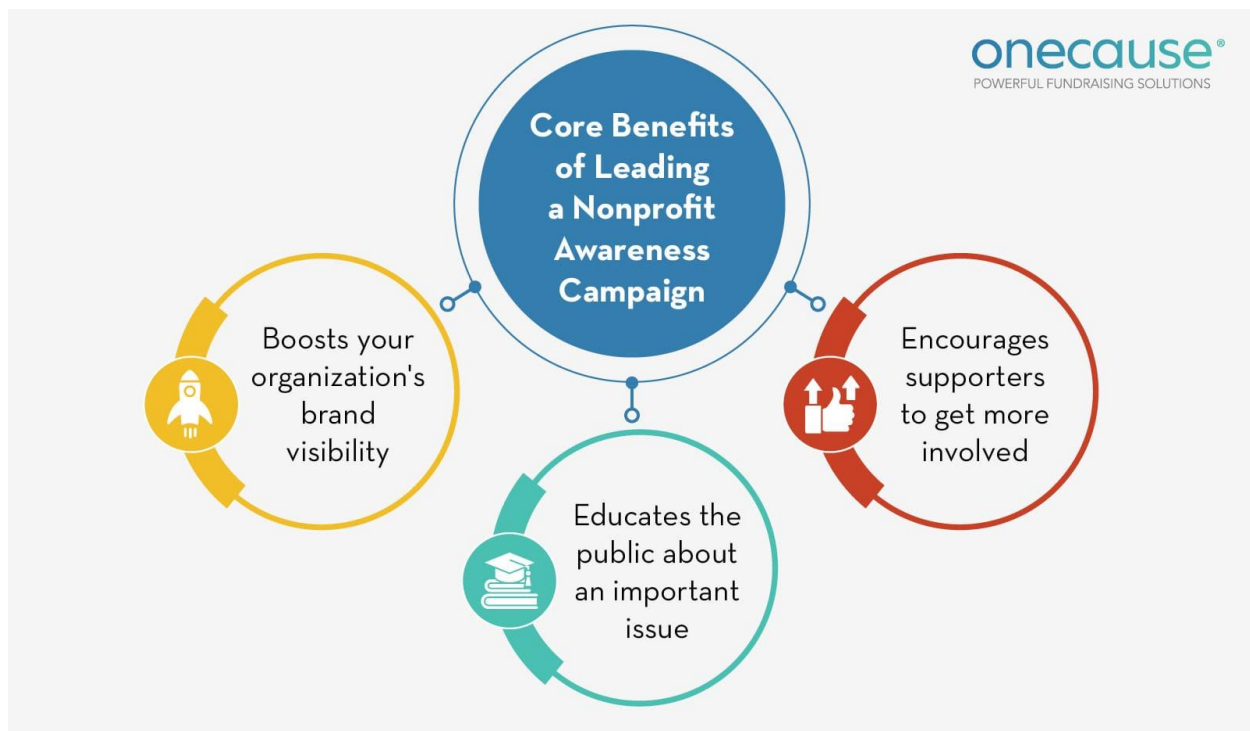 onecause®
POWERFUL FUNDRAISING SOLUTIONS
Core Benefits
of Leading
a Nonprofit
Awareness
Campaign
Boosts your
organization's
brand
visibility
Educates the
public about
an important
issue
Encourages
supporters
to get more
involved